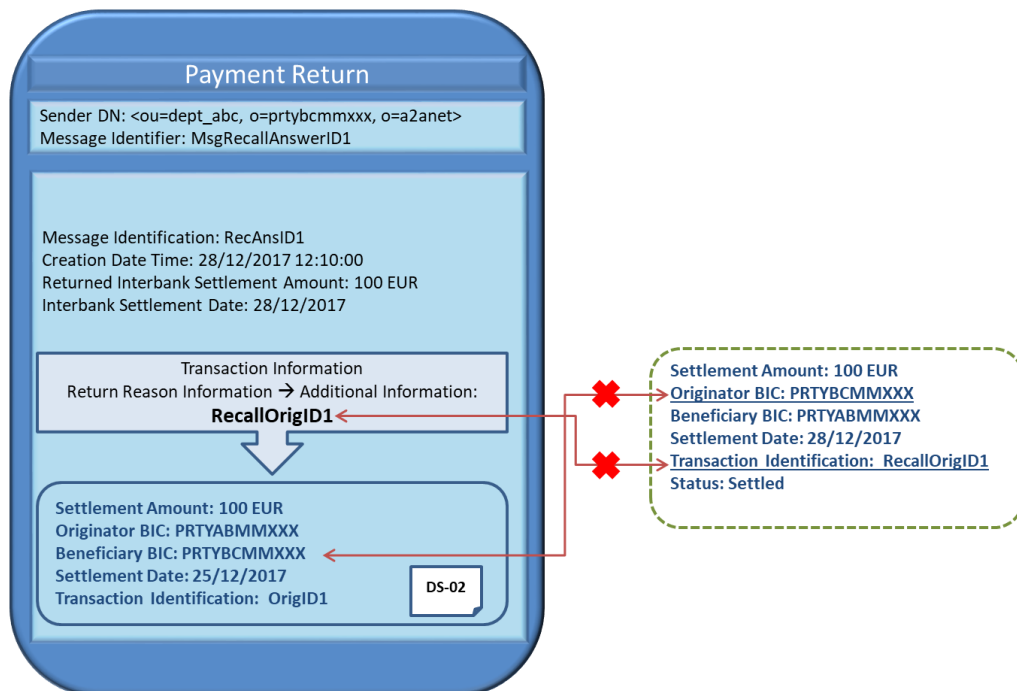 Payment Return
Sender DN: <ou=dept_abc, o=prtybcmmxxx, o=a2anet>
Message Identifier: MsgRecallAnswerID1
Message Identification: RecAnsID1
Creation Date Time: 28/12/2017 12:10:00
Returned Interbank Settlement Amount: 100 EUR
Interbank Settlement Date: 28/12/2017
Transaction Information
Return Reason Information → Additional Information:
RecallOrigID1
Settlement Amount: 100 EUR
Originator BIC: PRTYABMMXXX
Beneficiary BIC: PRTYBCMMXXX
Settlement Date: 25/12/2017
Transaction Identification: OrigID1
DS-02
Settlement Amount: 100 EUR
Originator BIC: PRTYBCMMXXX
Beneficiary BIC: PRTYABMMXXX
Settlement Date: 28/12/2017
Transaction Identification: RecallOrigID1
Status: Settled